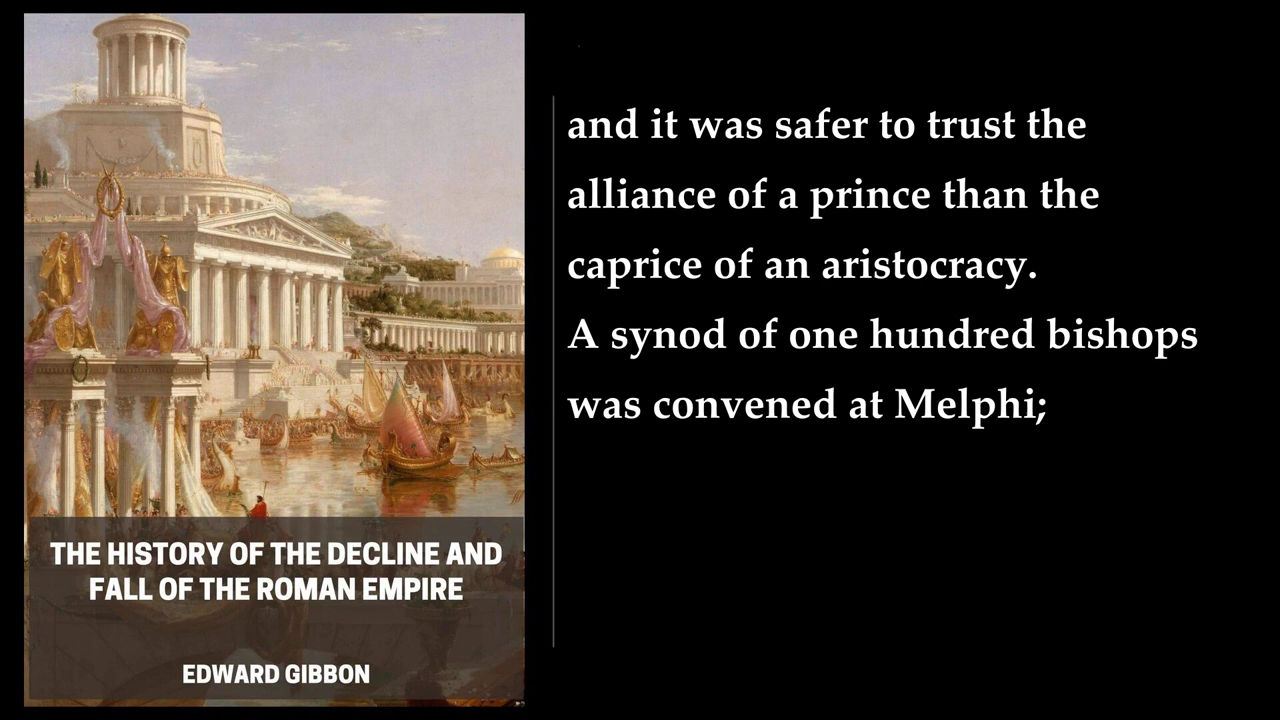 THE HISTORY OF THE DECLINE AND
FALL OF THE ROMAN EMPIRE
EDWARD GIBBON
and it was safer to trust the
alliance of a prince than the
caprice of an aristocracy.
A synod of one hundred bishops
was convened at Melphi;